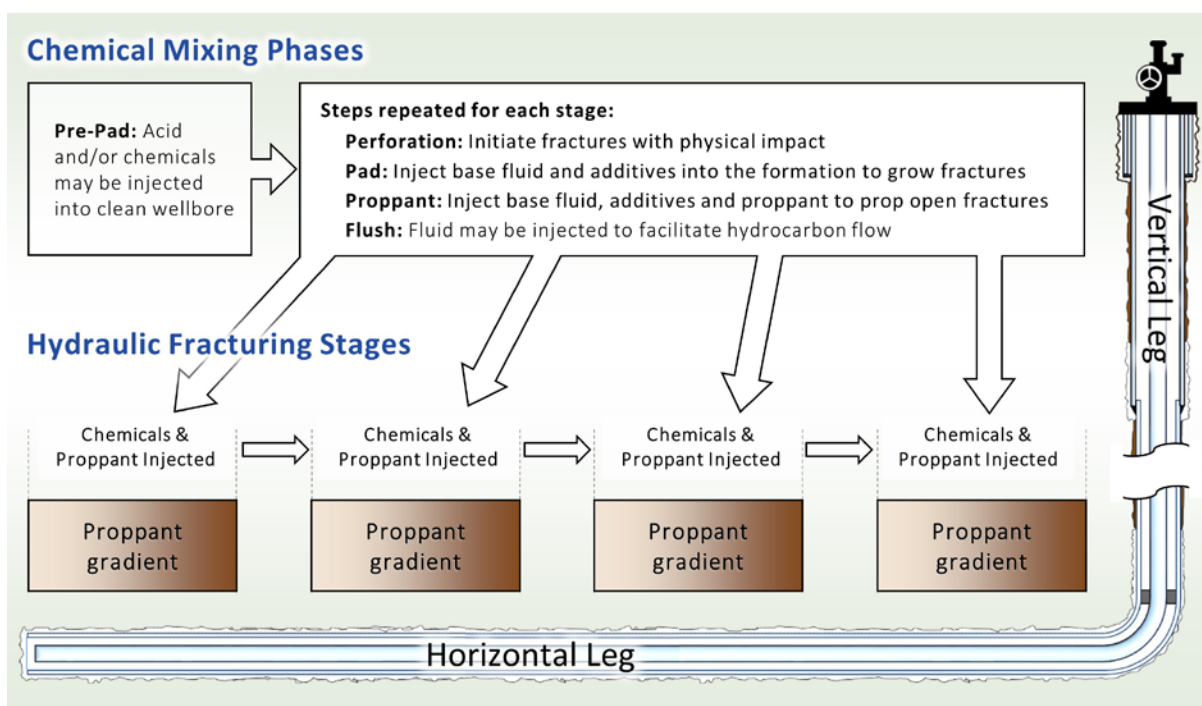 Chemical Mixing Phases
Pre-Pad: Acid
and/or chemicals
may be injected
into clean wellbore
Steps repeated for each stage:
Perforation: Initiate fractures with physical impact
Pad: Inject base fluid and additives into the formation to grow fractures
Proppant: Inject base fluid, additives and proppant to prop open fractures
Flush: Fluid may be injected to facilitate hydrocarbon flow
Vertical Leg
Hydraulic Fracturing Stages
Chemicals &
Proppant Injected
Chemicals &
Proppant Injected
Chemicals &
Proppant Injected
Chemicals &
Proppant Injected
Proppant
gradient
Proppant
gradient
Proppant
gradient
Proppant
gradient
Horizontal Leg